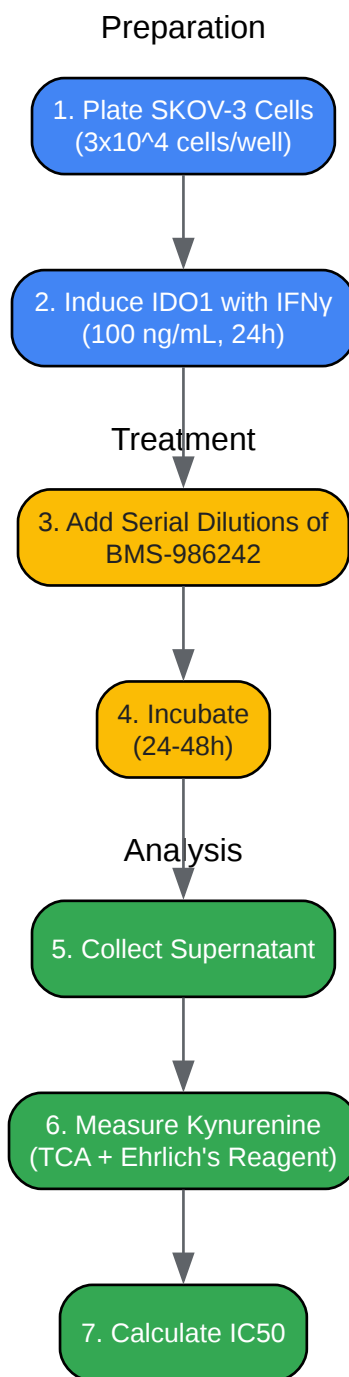 Preparation
1. Plate SKOV-3 Cells
(3x10^4 cells/well)
2. Induce IDO1 with IFNγ
(100 ng/mL, 24h)
Treatment
3. Add Serial Dilutions of
BMS-986242
4. Incubate
(24-48h)
Analysis
5. Collect Supernatant
6. Measure Kynurenine
(TCA + Ehrlich's Reagent)
7. Calculate IC50